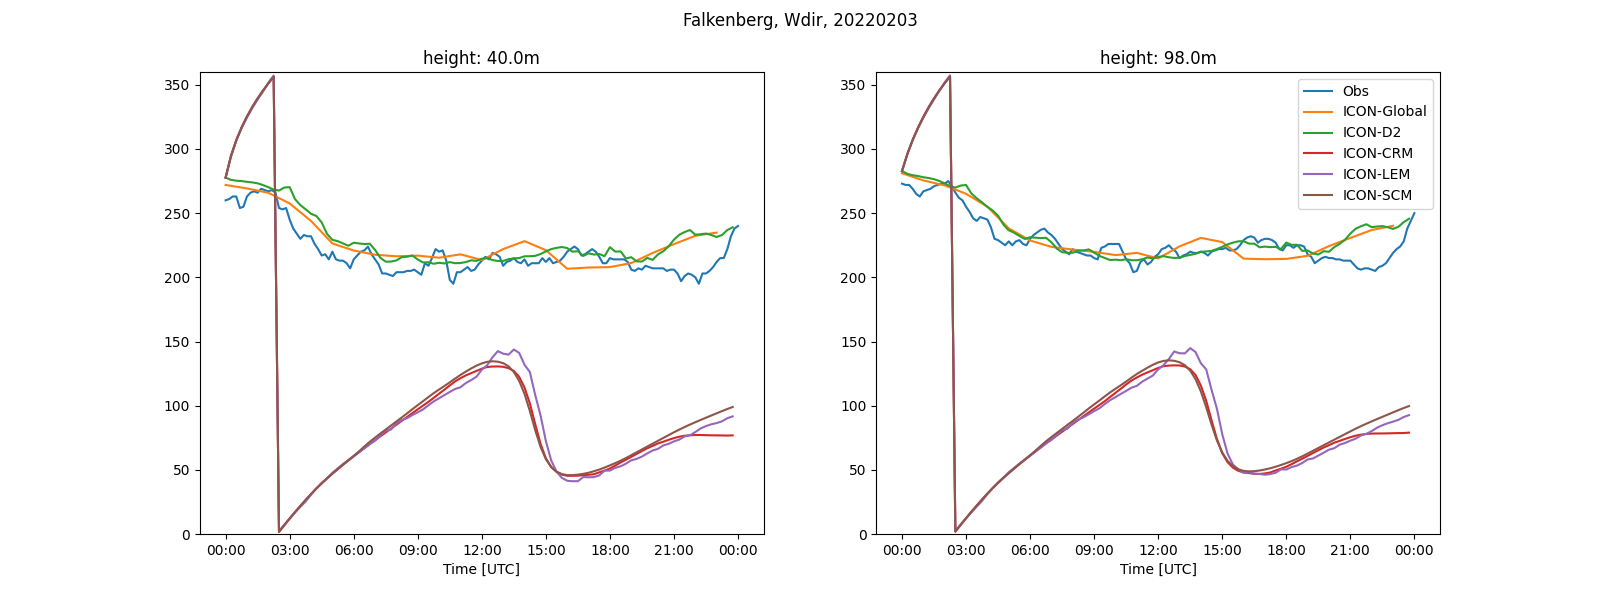 Falkenberg, Wdir, 20220203
height: 40.0m
350
300
250
200
150
100
50
0
00:00 03:00 06:00 09:00 12:00 15:00 18:00 21:00 00:00
Time [UTC]
height: 98.0m
350
300
250
200
150
100
50
0
00:00 03:00 06:00 09:00 12:00 15:00 18:00 21:00 00:00
Time [UTC]
Obs
ICON-Global
ICON-D2
ICON-CRM
ICON-LEM
ICON-SCM